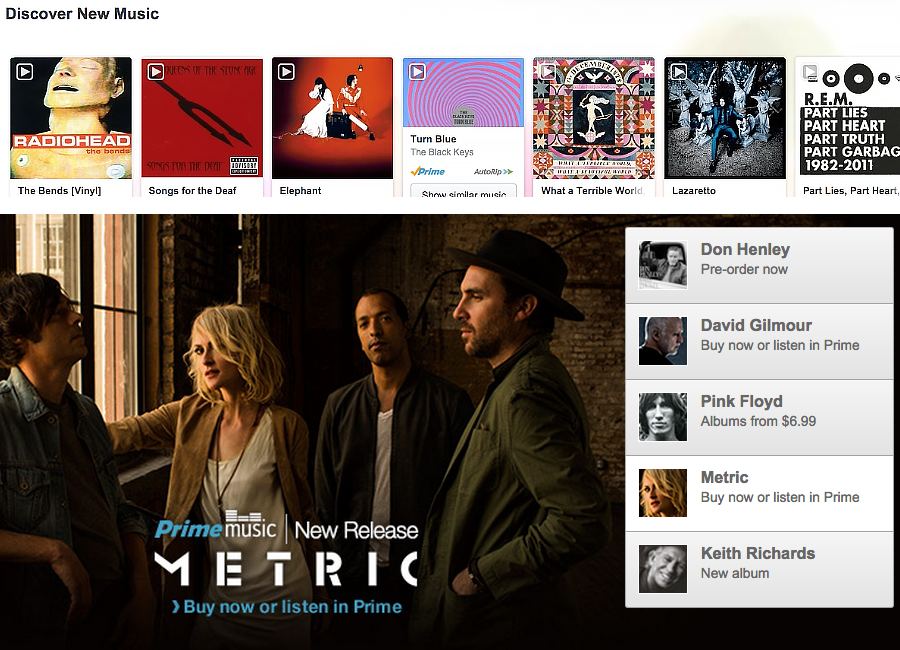 Discover New Music
RADIOHEAD
the bends
The Bends [Vinyl]
QUEENS OF THE STONE AGE
SONGS FOR THE DEAF
PARENTAL
ADVISORY
EXPLICIT CONTENT
Songs for the Deaf
Elephant
THE
BLACK KEYS
TURN BLUE
Turn Blue
The Black Keys
Prime
AutoRip
Show similar music
THE DECEMBERISTS
WHAT A TERRIBLE WORLD,
WHAT A BEAUTIFUL WORLD
What a Terrible World,
Lazaretto
R.E.M.
PART LIES
PART HEART
PART TRUTH
PART GARBAG
1982-2011
Part Lies, Part Heart,
Prime music | New Release
METRIC
❯ Buy now or listen in Prime
Don Henley
Pre-order now
David Gilmour
Buy now or listen in Prime
Pink Floyd
Albums from $6.99
Metric
Buy now or listen in Prime
Keith Richards
New album